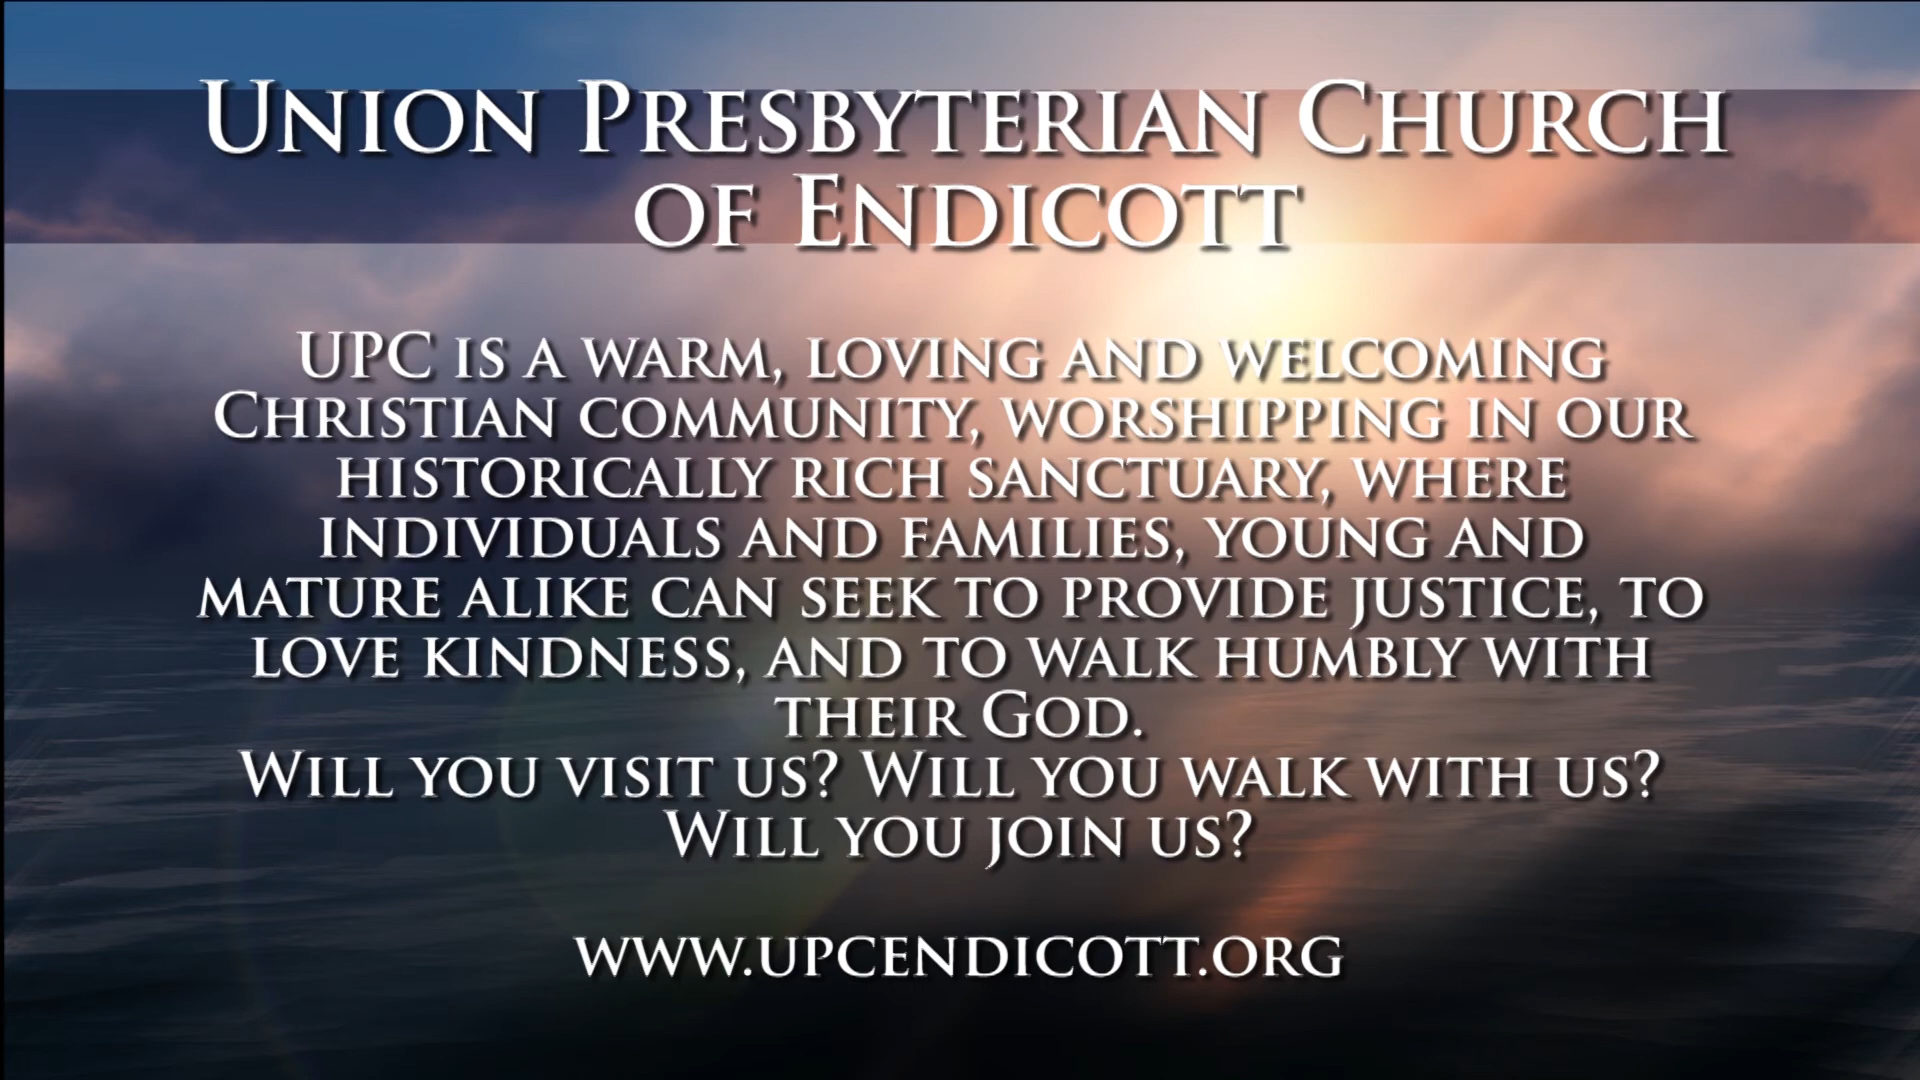 Union Presbyterian Church
of Endicott
UPC is a warm, loving and welcoming
Christian community, worshipping in our
historically rich sanctuary, where
individuals and families, young and
mature alike can seek to provide justice, to
love kindness, and to walk humbly with
their God.
Will you visit us? Will you walk with us?
Will you join us?
www.upcendicott.org